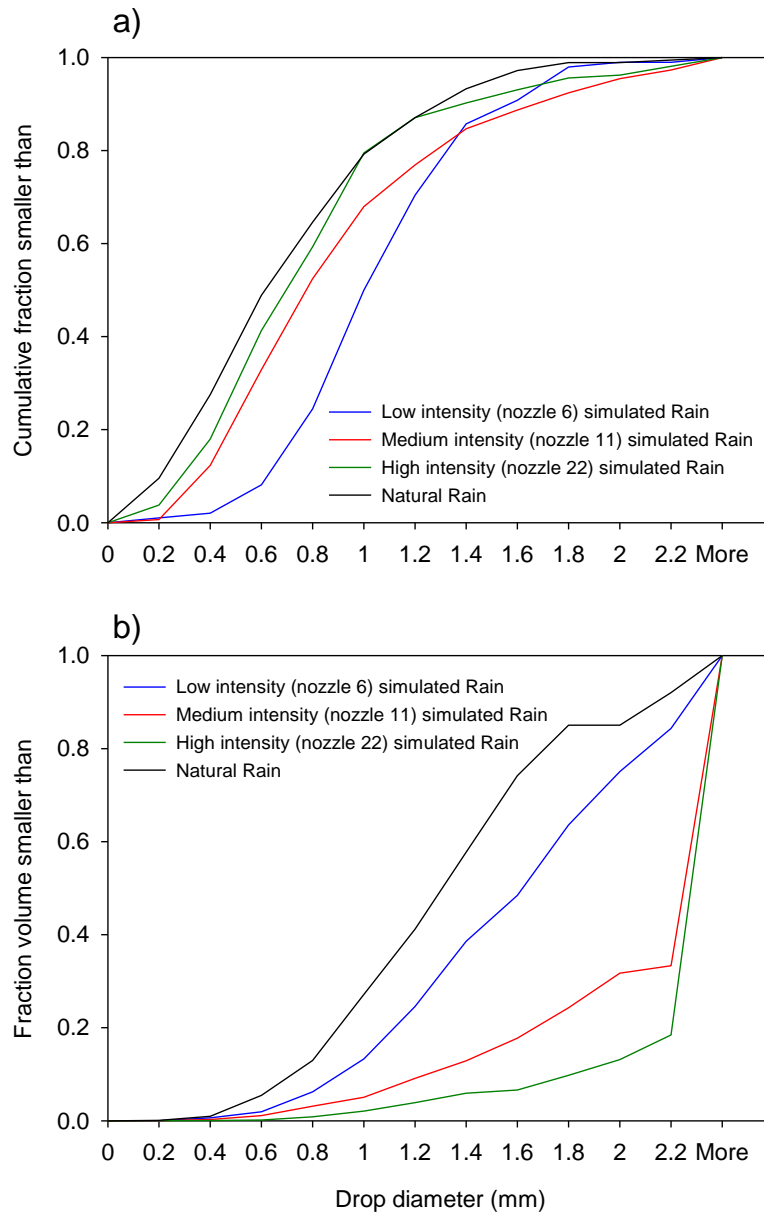 a)
Cumulative fraction smaller than
1.0
0.8
0.6
0.4
0.2
0.0
Low intensity (nozzle 6) simulated Rain
Medium intensity (nozzle 11) simulated Rain
High intensity (nozzle 22) simulated Rain
Natural Rain
0 0.2 0.4 0.6 0.8 1 1.2 1.4 1.6 1.8 2 2.2 More
b)
Fraction volume smaller than
1.0
0.8
0.6
0.4
0.2
0.0
Low intensity (nozzle 6) simulated Rain
Medium intensity (nozzle 11) simulated Rain
High intensity (nozzle 22) simulated Rain
Natural Rain
0 0.2 0.4 0.6 0.8 1 1.2 1.4 1.6 1.8 2 2.2 More
Drop diameter (mm)